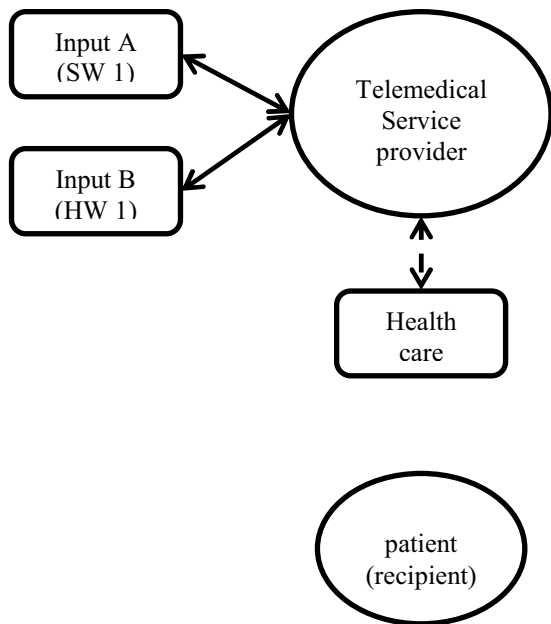 Input A
(SW 1)
Telemedical
Service
provider
Input B
(HW 1)
Health
care
patient
(recipient)